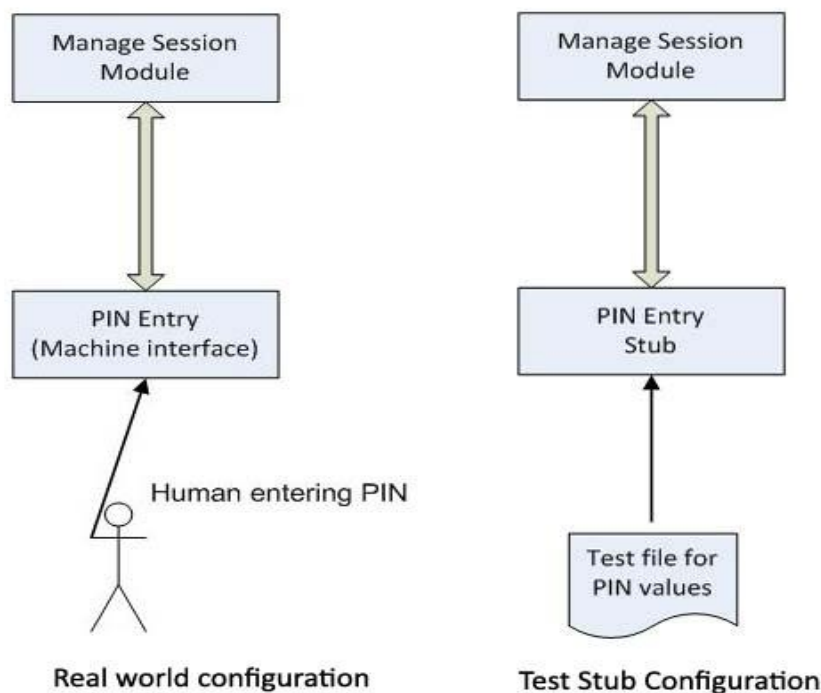 Manage Session
Module
PIN Entry
(Machine interface)
Human entering PIN
Real world configuration
Manage Session
Module
PIN Entry
Stub
Test file for
PIN values
Test Stub Configuration